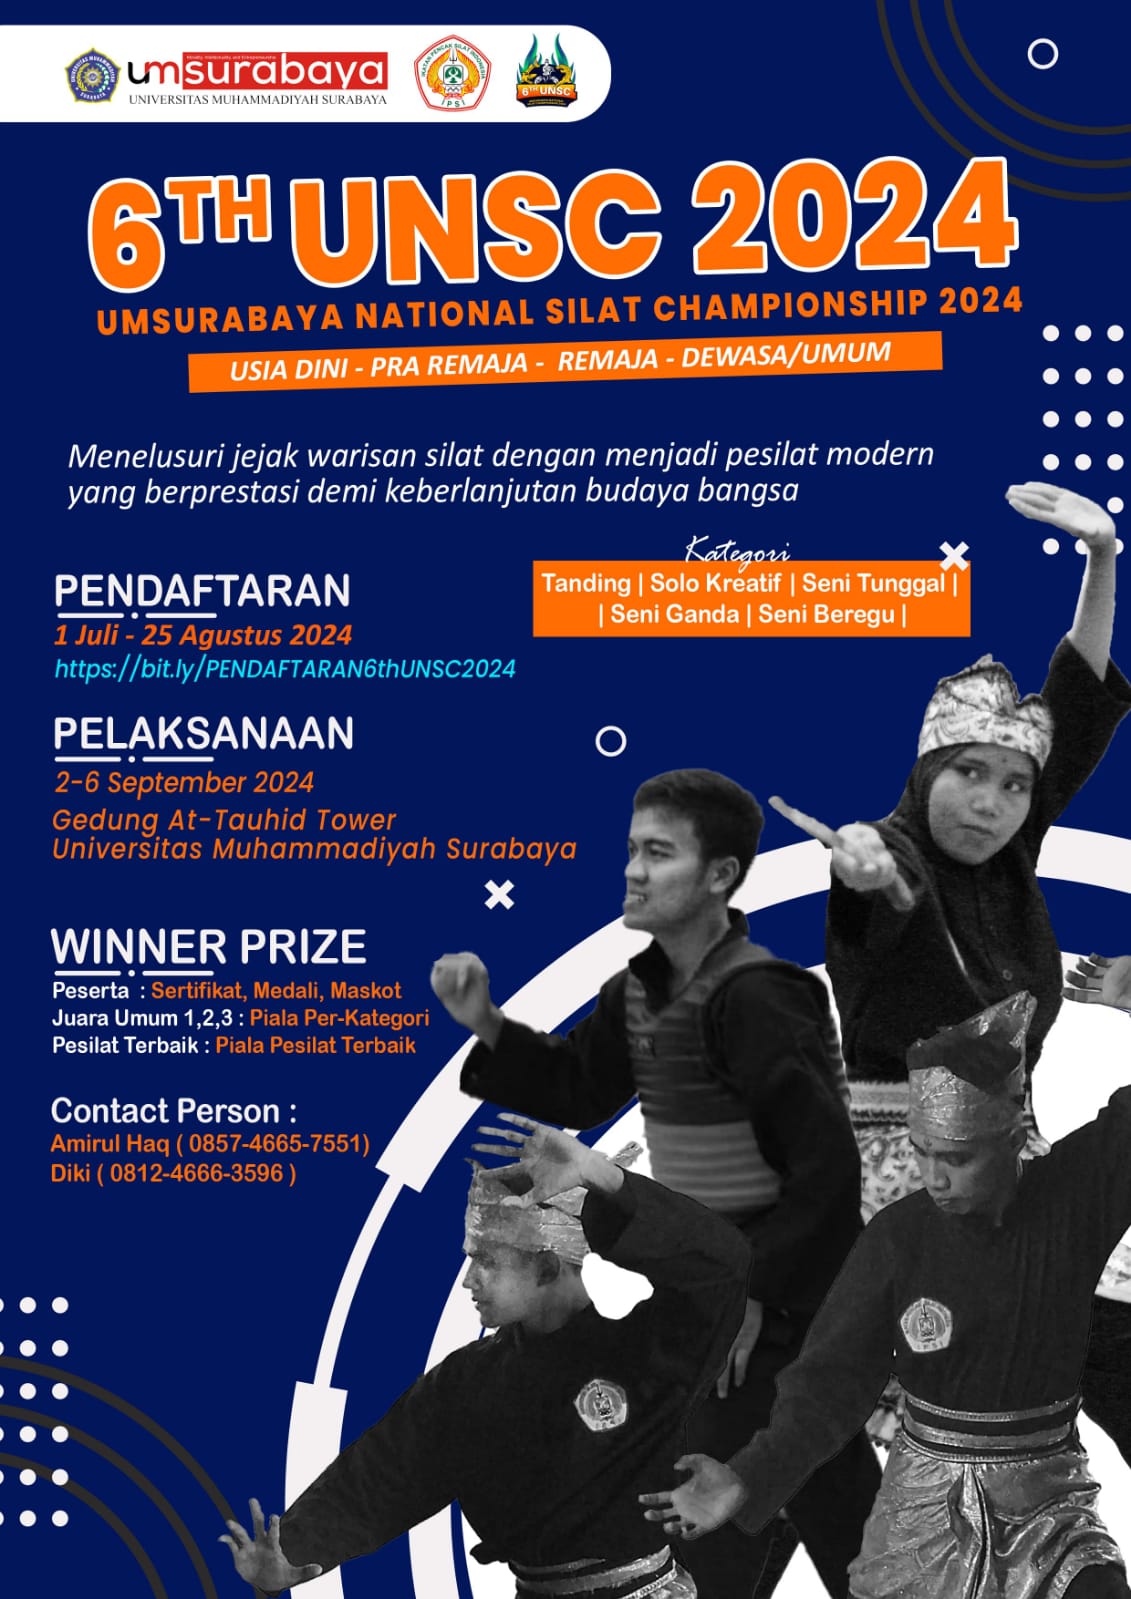 umsurabaya
UNIVERSITAS MUHAMMADIYAH SURABAYA
IKATAN PENCAK SILAT INDONESIA
IPSI
6TH UNSC
6TH UNSC 2024
UMSURABAYA NATIONAL SILAT CHAMPIONSHIP 2024
USIA DINI - PRA REMAJA - REMAJA - DEWASA/UMUM
Menelusuri jejak warisan silat dengan menjadi pesilat modern
yang berprestasi demi keberlanjutan budaya bangsa
Kategori
Tanding | Solo Kreatif | Seni Tunggal |
| Seni Ganda | Seni Beregu |
PENDAFTARAN
1 Juli - 25 Agustus 2024
https://bit.ly/PENDAFTARAN6thUNSC2024
PELAKSANAAN
2-6 September 2024
Gedung At-Tauhid Tower
Universitas Muhammadiyah Surabaya
WINNER PRIZE
Peserta : Sertifikat, Medali, Maskot
Juara Umum 1,2,3 : Piala Per-Kategori
Pesilat Terbaik : Piala Pesilat Terbaik
Contact Person :
Amirul Haq ( 0857-4665-7551)
Diki ( 0812-4666-3596 )
IPSI